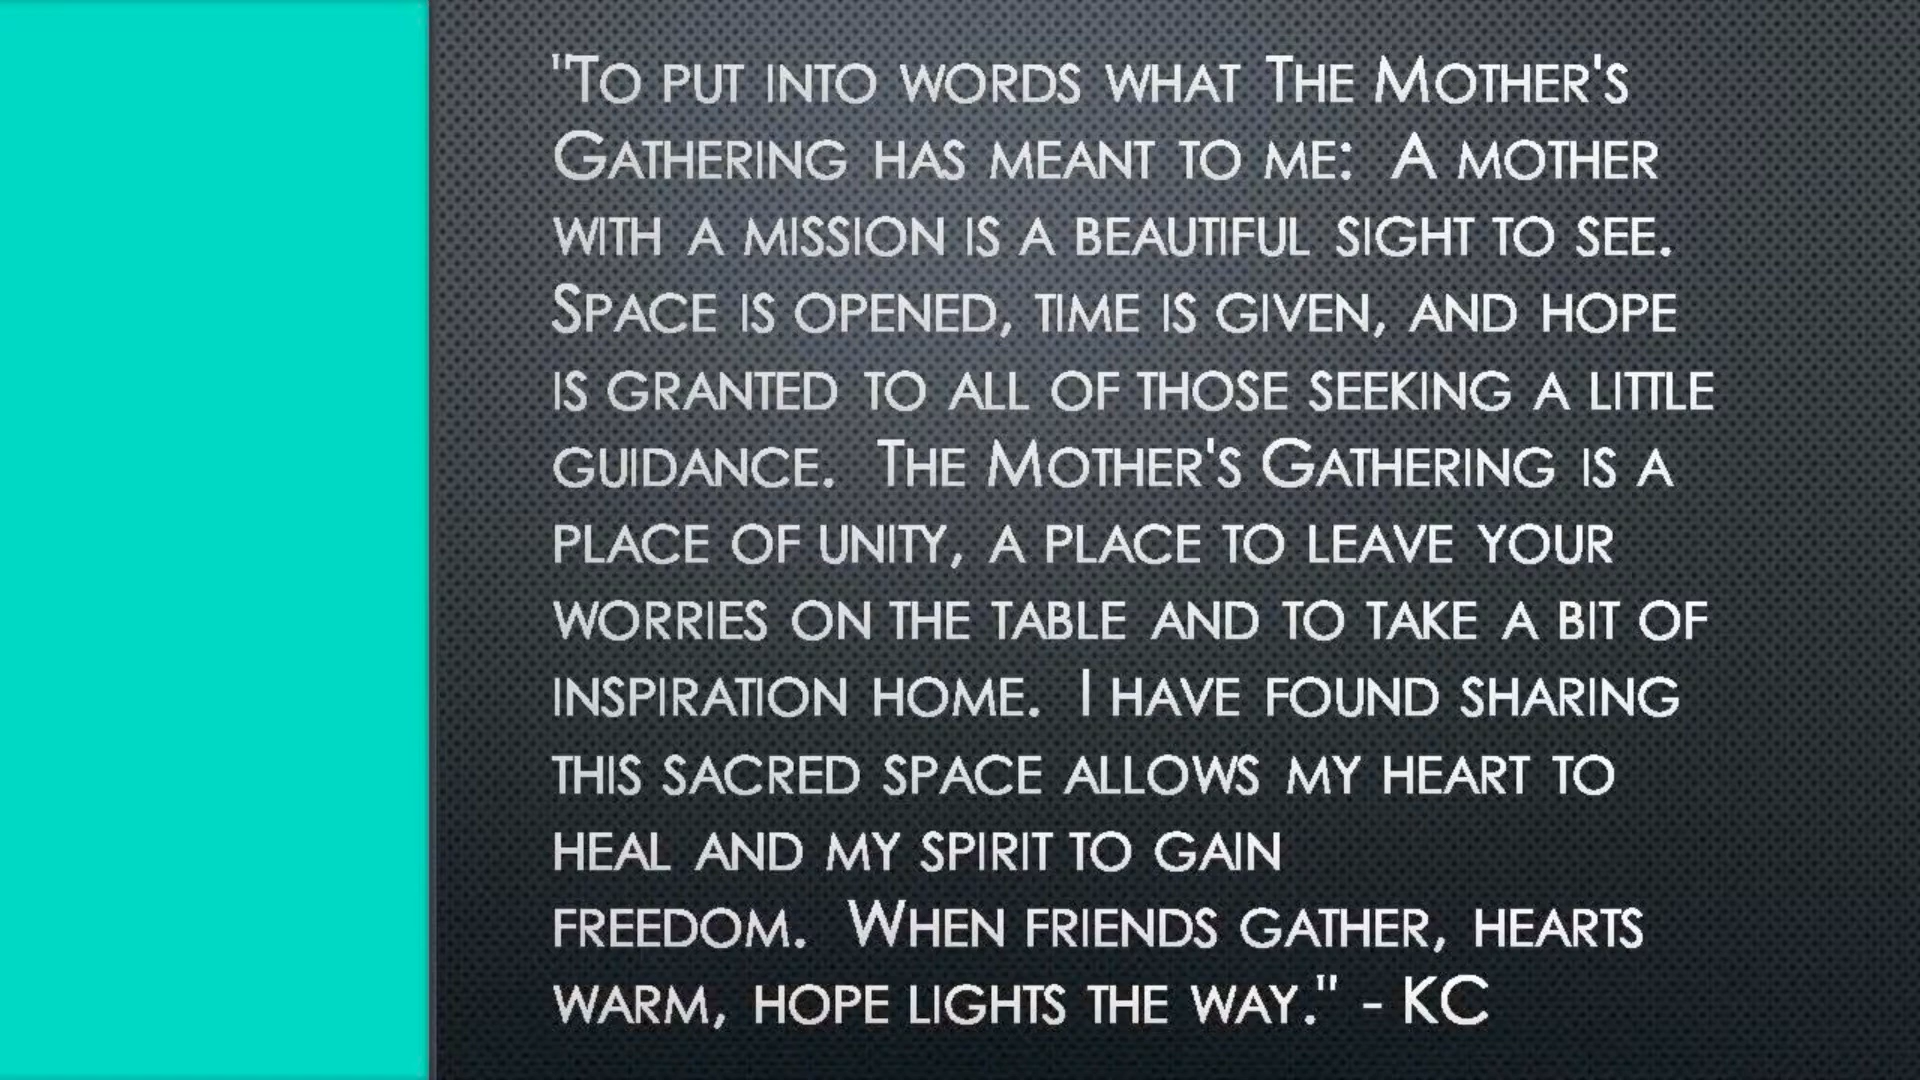 "To put into words what The Mother's
Gathering has meant to me: A mother
with a mission is a beautiful sight to see.
Space is opened, time is given, and hope
is granted to all of those seeking a little
guidance. The Mother's Gathering is a
place of unity, a place to leave your
worries on the table and to take a bit of
inspiration home. I have found sharing
this sacred space allows my heart to
heal and my spirit to gain
freedom. When friends gather, hearts
warm, hope lights the way." - KC